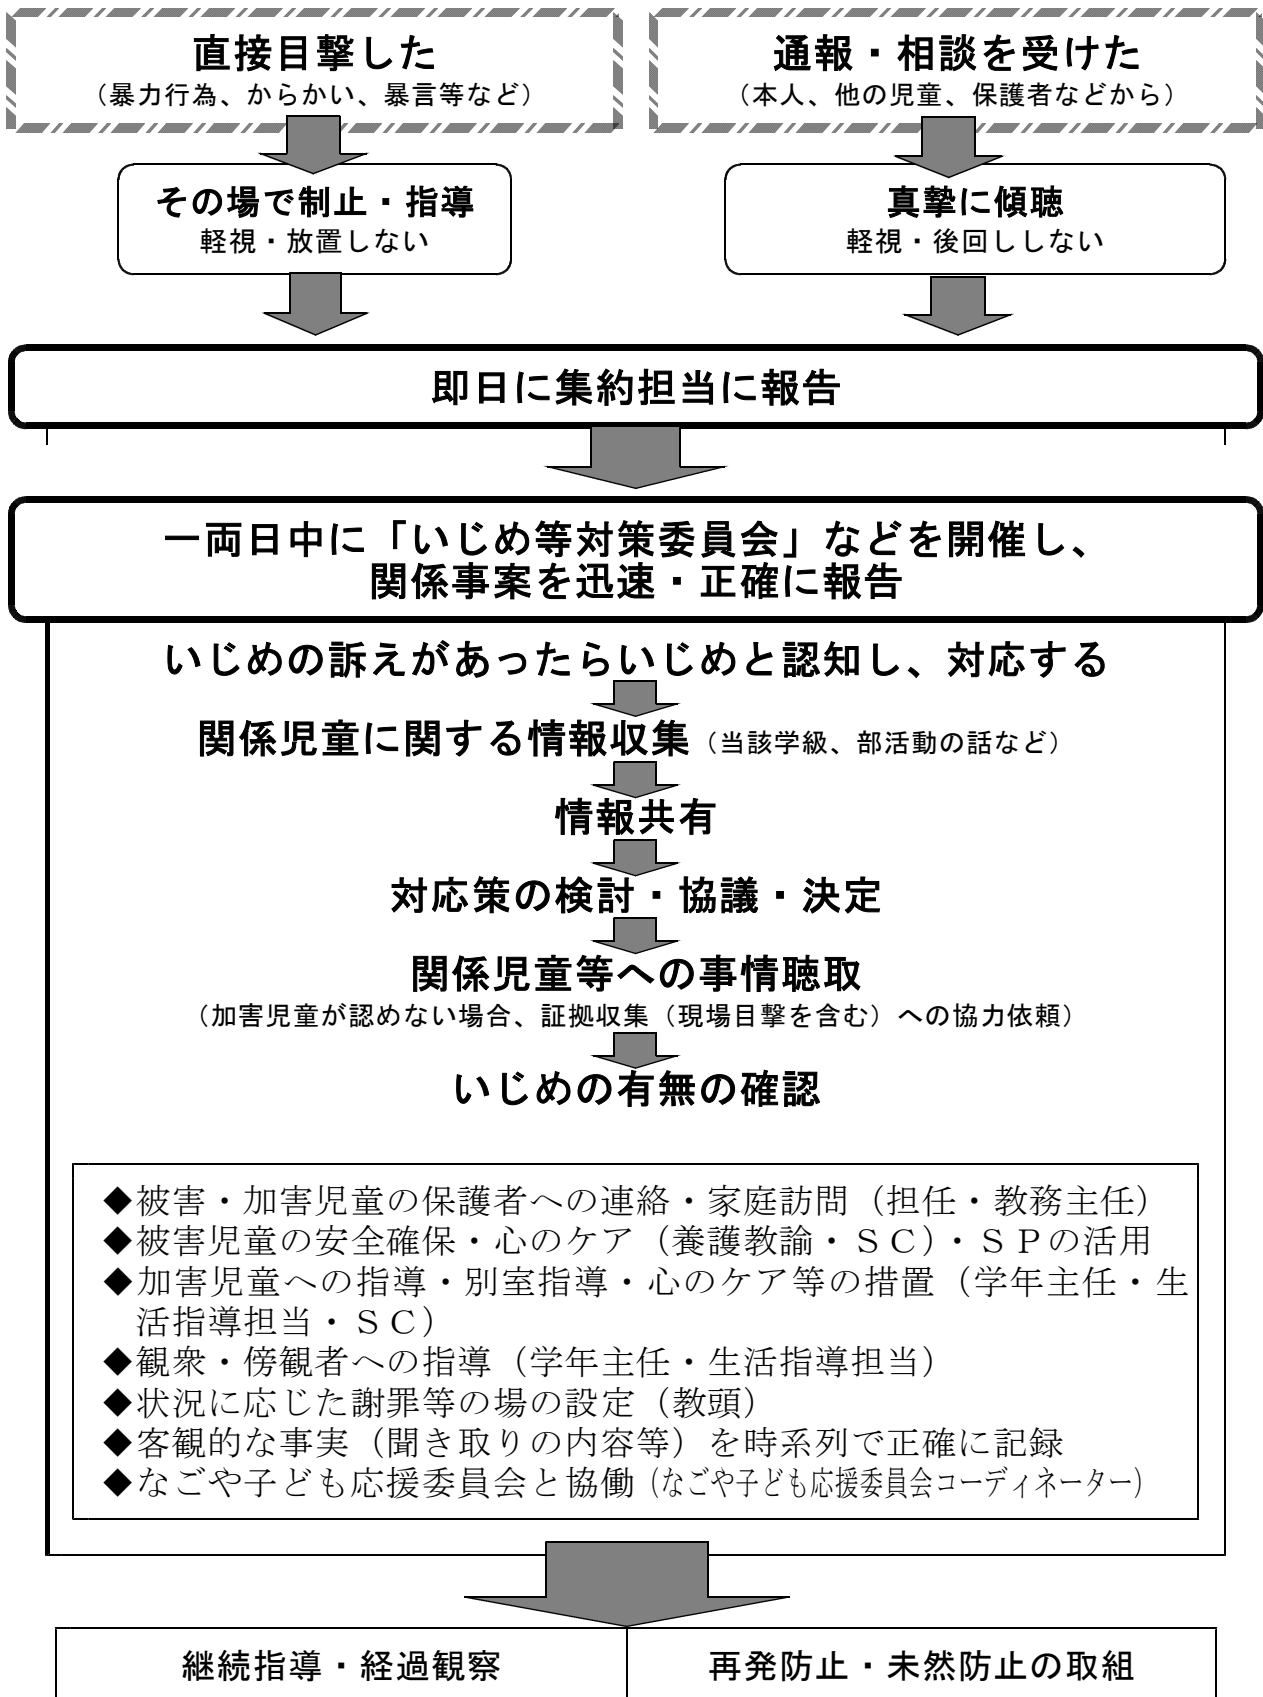 直接目撃した
（暴力行為、からかい、暴言等など）
通報・相談を受けた
（本人、他の児童、保護者などから）
その場で制止・指導
軽視・放置しない
真摯に傾聴
軽視・後回ししない
即日に集約担当に報告
一両日中に「いじめ等対策委員会」などを開催し、
関係事案を迅速・正確に報告
いじめの訴えがあったらいじめと認知し、対応する
関係児童に関する情報収集（当該学級、部活動の話など）
情報共有
対応策の検討・協議・決定
関係児童等への事情聴取
（加害児童が認めない場合、証拠収集（現場目撃を含む）への協力依頼）
いじめの有無の確認
◆被害・加害児童の保護者への連絡・家庭訪問（担任・教務主任）
◆被害児童の安全確保・心のケア（養護教諭・ＳＣ）・ＳＰの活用
◆加害児童への指導・別室指導・心のケア等の措置（学年主任・生
活指導担当・ＳＣ）
◆観衆・傍観者への指導（学年主任・生活指導担当）
◆状況に応じた謝罪等の場の設定（教頭）
◆客観的な事実（聞き取りの内容等）を時系列で正確に記録
◆なごや子ども応援委員会と協働（なごや子ども応援委員会コーディネーター）
継続指導・経過観察
再発防止・未然防止の取組